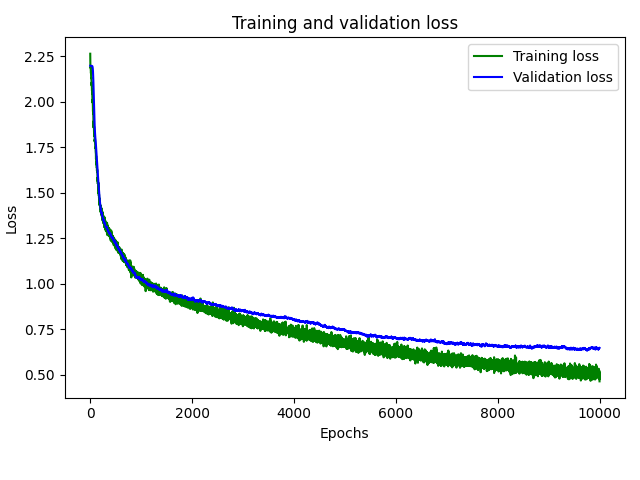 Training and validation loss
Training loss
Validation loss
Loss
2.25
2.00
1.75
1.50
1.25
1.00
0.75
0.50
0 2000 4000 6000 8000 10000
Epochs